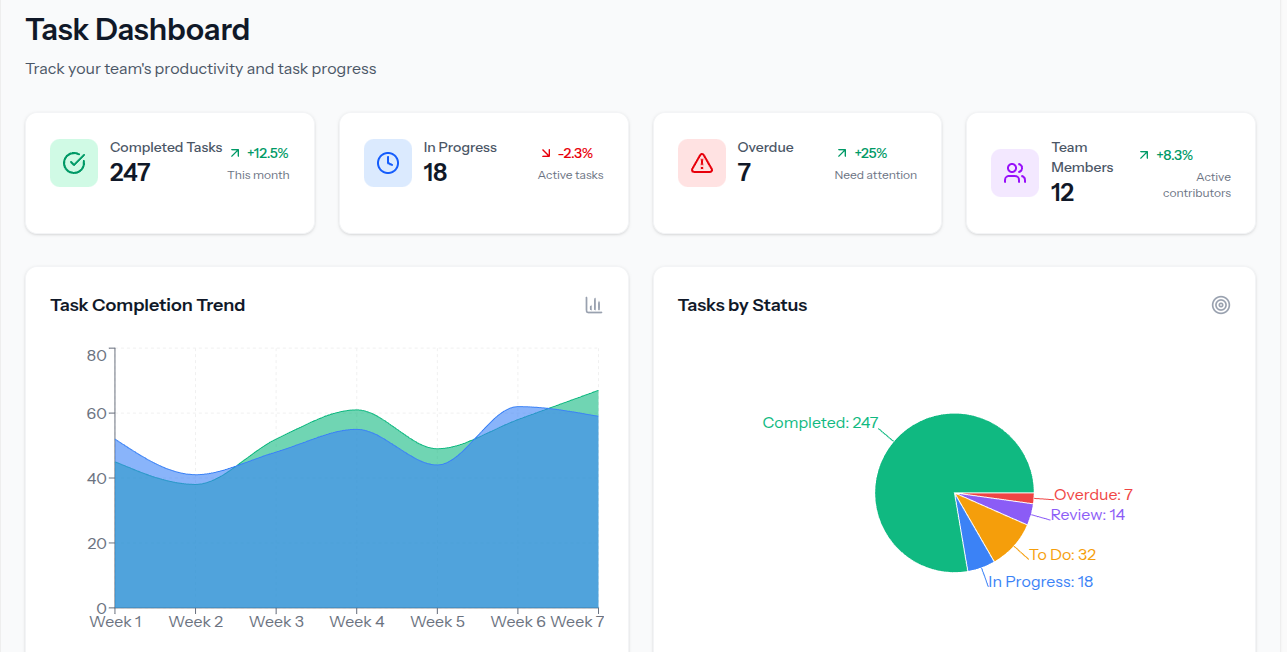 Task Dashboard
Track your team's productivity and task progress
Completed Tasks
247
+12.5%
This month
In Progress
18
-2.3%
Active tasks
Overdue
7
+25%
Need attention
Team
Members
12
+8.3%
Active
contributors
Task Completion Trend
80
60
40
20
0
Week 1 Week 2 Week 3 Week 4 Week 5 Week 6 Week 7
Tasks by Status
Completed: 247
Overdue: 7
Review: 14
To Do: 32
In Progress: 18